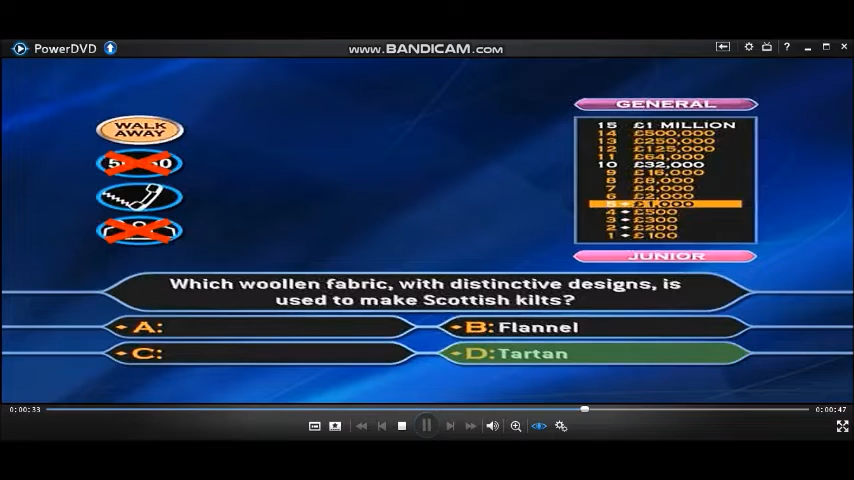 PowerDVD
www.BANDICAM.com
?
GENERAL
WALK AWAY
15 £1 MILLION
14 £500,000
13 £250,000
12 £125,000
11 £64,000
10 £32,000
9 £16,000
8 £8,000
7 £4,000
6 £2,000
5 £1,000
4 £500
3 £300
2 £200
1 £100
JUNIOR
Which woollen fabric, with distinctive designs, is
used to make Scottish kilts?
A:
B: Flannel
C:
D: Tartan
0:00:33
0:00:47